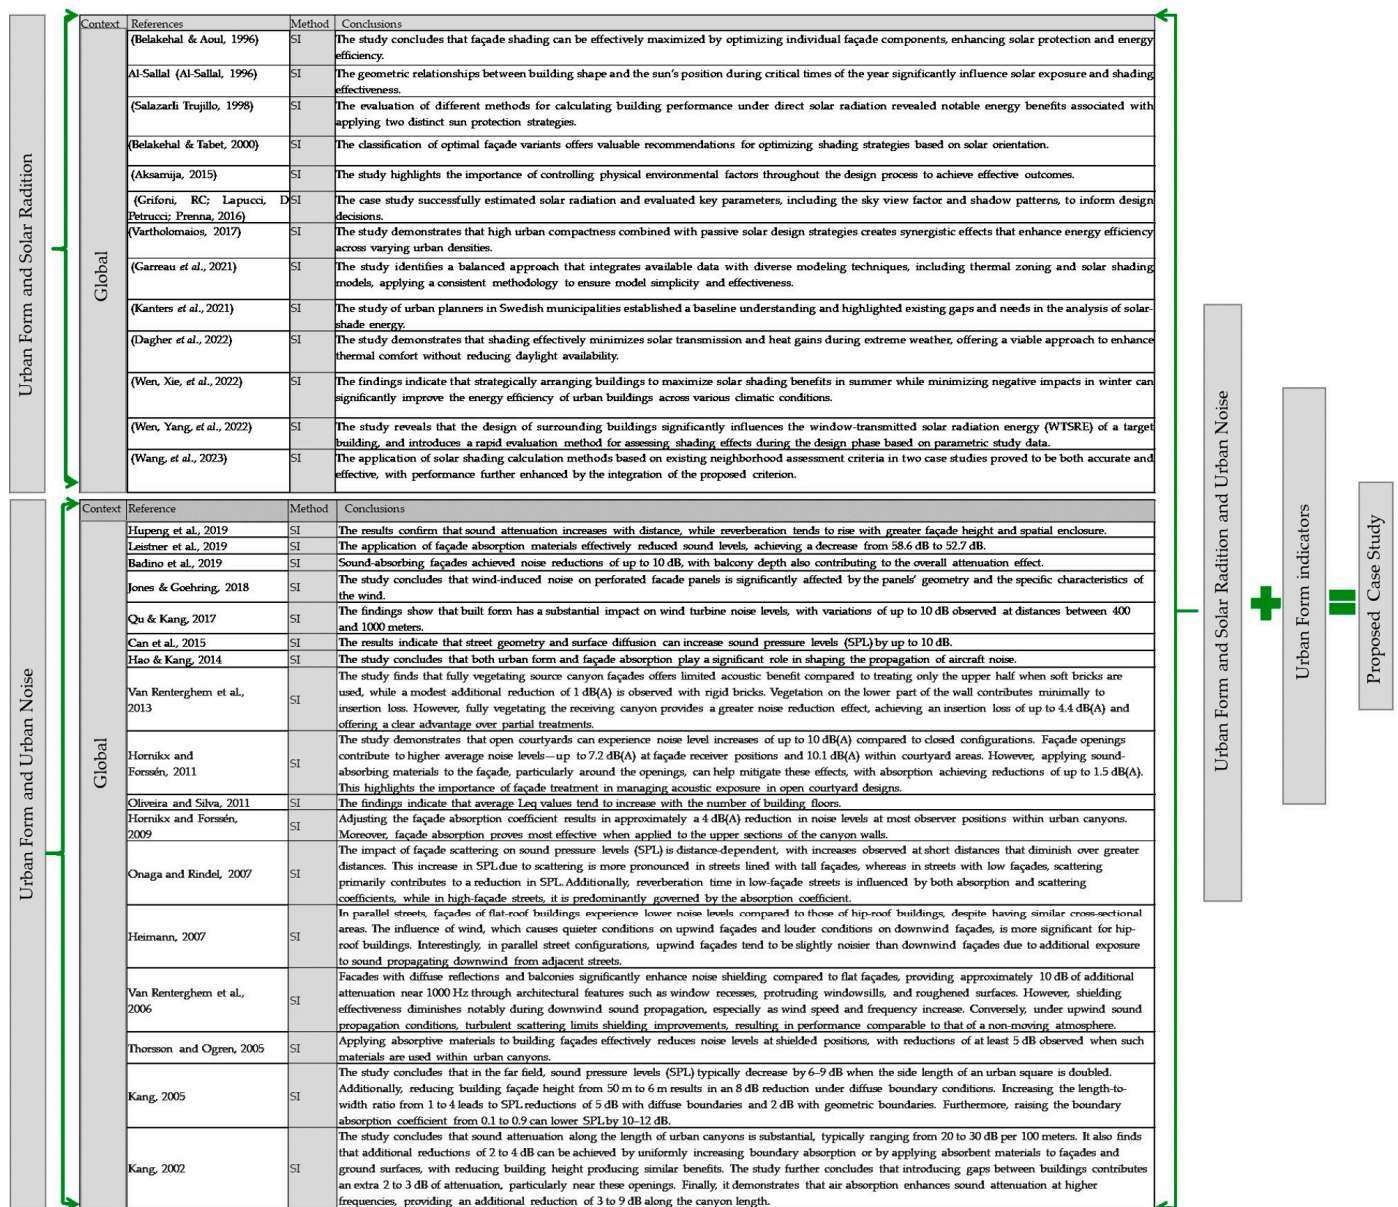 Urban Form and Solar Radition
Context References Method Conclusions
Global
(Belakehal & Aoul, 1996) SI The study concludes that façade shading can be effectively maximized by optimizing individual façade components, enhancing solar protection and energy
efficiency.
Al-Sallal (Al-Sallal, 1996) SI The geometric relationships between building shape and the sun's position during critical times of the year significantly influence solar exposure and shading
effectiveness.
(Salazarli Trujillo, 1998) SI The evaluation of different methods for calculating building performance under direct solar radiation revealed notable energy benefits associated with
applying two distinct sun protection strategies.
(Belakehal & Tabet, 2000) SI The classification of optimal façade variants offers valuable recommendations for optimizing shading strategies based on solar orientation.
(Aksamija, 2015) SI The study highlights the importance of controlling physical environmental factors throughout the design process to achieve effective outcomes.
(Grifoni, RC; Lapucci, D SI The case study successfully estimated solar radiation and evaluated key parameters, including the sky view factor and shadow patterns, to inform design
Petrucci; Prenna, 2016) decisions.
(Vartholomaios, 2017) SI The study demonstrates that high urban compactness combined with passive solar design strategies creates synergistic effects that enhance energy efficiency
across varying urban densities.
(Garreau et al., 2021) SI The study identifies a balanced approach that integrates available data with diverse modeling techniques, including thermal zoning and solar shading
models, applying a consistent methodology to ensure model simplicity and effectiveness.
(Kanters et al., 2021) SI The study of urban planners in Swedish municipalities established a baseline understanding and highlighted existing gaps and needs in the analysis of solar-
shade energy.
(Dagher et al., 2022) SI The study demonstrates that shading effectively minimizes solar transmission and heat gains during extreme weather, offering a viable approach to enhance
thermal comfort without reducing daylight availability.
(Wen, Xie, et al., 2022) SI The findings indicate that strategically arranging buildings to maximize solar shading benefits in summer while minimizing negative impacts in winter can
significantly improve the energy efficiency of urban buildings across various climatic conditions.
(Wen, Yang, et al., 2022) SI The study reveals that the design of surrounding buildings significantly influences the window-transmitted solar radiation energy (WTSRE) of a target
building, and introduces a rapid evaluation method for assessing shading effects during the design phase based on parametric study data.
(Wang, et al., 2023) SI The application of solar shading calculation methods based on existing neighborhood assessment criteria in two case studies proved to be both accurate and
effective, with performance further enhanced by the integration of the proposed criterion.
Urban Form and Urban Noise
Context Reference Method Conclusions
Global
Hupeng et al., 2019 SI The results confirm that sound attenuation increases with distance, while reverberation tends to rise with greater façade height and spatial enclosure.
Leistner et al., 2019 SI The application of façade absorption materials effectively reduced sound levels, achieving a decrease from 58.6 dB to 52.7 dB.
Badino et al., 2019 SI Sound-absorbing façades achieved noise reductions of up to 10 dB, with balcony depth also contributing to the overall attenuation effect.
Jones & Goehring, 2018 SI The study concludes that wind-induced noise on perforated facade panels is significantly affected by the panels' geometry and the specific characteristics of
the wind.
Qu & Kang, 2017 SI The findings show that built form has a substantial impact on wind turbine noise levels, with variations of up to 10 dB observed at distances between 400
and 1000 meters.
Can et al., 2015 SI The results indicate that street geometry and surface diffusion can increase sound pressure levels (SPL) by up to 10 dB.
Hao & Kang, 2014 SI The study concludes that both urban form and façade absorption play a significant role in shaping the propagation of aircraft noise.
Van Renterghem et al.,
2013 SI The study finds that fully vegetating source canyon façades offers limited acoustic benefit compared to treating only the upper half when soft bricks are
used, while a modest additional reduction of 1 dB(A) is observed with rigid bricks. Vegetation on the lower part of the wall contributes minimally to
insertion loss. However, fully vegetating the receiving canyon provides a greater noise reduction effect, achieving an insertion loss of up to 4.4 dB(A) and
offering a clear advantage over partial treatments.
Hornikx and
Forssén, 2011 SI The study demonstrates that open courtyards can experience noise level increases of up to 10 dB(A) compared to closed configurations. Façade openings
contribute to higher average noise levels—up to 7.2 dB(A) at façade receiver positions and 10.1 dB(A) within courtyard areas. However, applying sound-
absorbing materials to the façade, particularly around the openings, can help mitigate these effects, with absorption achieving reductions of up to 1.5 dB(A).
This highlights the importance of façade treatment in managing acoustic exposure in open courtyard designs.
Oliveira and Silva, 2011 SI The findings indicate that average Leq values tend to increase with the number of building floors.
Hornikx and Forssén,
2009 SI Adjusting the façade absorption coefficient results in approximately a 4 dB(A) reduction in noise levels at most observer positions within urban canyons.
Moreover, façade absorption proves most effective when applied to the upper sections of the canyon walls.
Onaga and Rindel, 2007 SI The impact of façade scattering on sound pressure levels (SPL) is distance-dependent, with increases observed at short distances that diminish over greater
distances. This increase in SPL due to scattering is more pronounced in streets lined with tall façades, whereas in streets with low façades, scattering
primarily contributes to a reduction in SPL. Additionally, reverberation time in low-façade streets is influenced by both absorption and scattering
coefficients, while in high-façade streets, it is predominantly governed by the absorption coefficient.
Heimann, 2007 SI In parallel streets, façades of flat-roof buildings experience lower noise levels compared to those of hip-roof buildings, despite having similar cross-sectional
areas. The influence of wind, which causes quieter conditions on upwind façades and louder conditions on downwind façades, is more significant for hip-
roof buildings. Interestingly, in parallel street configurations, upwind façades tend to be slightly noisier than downwind façades due to additional exposure
to sound propagating downwind from adjacent streets.
Van Renterghem et al.,
2006 SI Facades with diffuse reflections and balconies significantly enhance noise shielding compared to flat façades, providing approximately 10 dB of additional
attenuation near 1000 Hz through architectural features such as window recesses, protruding windowsills, and roughened surfaces. However, shielding
effectiveness diminishes notably during downwind sound propagation, especially as wind speed and frequency increase. Conversely, under upwind sound
propagation conditions, turbulent scattering limits shielding improvements, resulting in performance comparable to that of a non-moving atmosphere.
Thorsson and Ogren, 2005 SI Applying absorptive materials to building façades effectively reduces noise levels at shielded positions, with reductions of at least 5 dB observed when such
materials are used within urban canyons.
Kang, 2005 SI The study concludes that in the far field, sound pressure levels (SPL) typically decrease by 6–9 dB when the side length of an urban square is doubled.
Additionally, reducing building façade height from 50 m to 6 m results in an 8 dB reduction under diffuse boundary conditions. Increasing the length-to-
width ratio from 1 to 4 leads to SPL reductions of 5 dB with diffuse boundaries and 2 dB with geometric boundaries. Furthermore, raising the boundary
absorption coefficient from 0.1 to 0.9 can lower SPL by 10–12 dB.
Kang, 2002 SI The study concludes that sound attenuation along the length of urban canyons is substantial, typically ranging from 20 to 30 dB per 100 meters. It also finds
that additional reductions of 2 to 4 dB can be achieved by uniformly increasing boundary absorption or by applying absorbent materials to façades and
ground surfaces, with reducing building height producing similar benefits. The study further concludes that introducing gaps between buildings contributes
an extra 2 to 3 dB of attenuation, particularly near these openings. Finally, it demonstrates that air absorption enhances sound attenuation at higher
frequencies, providing an additional reduction of 3 to 9 dB along the canyon length.
Urban Form and Solar Radition and Urban Noise
Urban Form indicators
Proposed Case Study